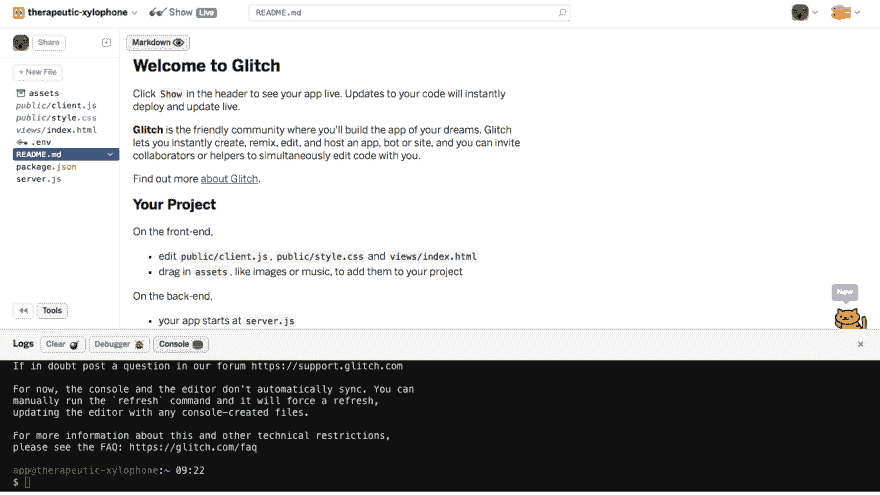 therapeutic-xylophone
Show Live
README.md
Share
Markdown
+ New File
assets
public/client.js
public/style.css
views/index.html
.env
README.md
package.json
server.js
Welcome to Glitch
Click Show in the header to see your app live. Updates to your code will instantly
deploy and update live.
Glitch is the friendly community where you'll build the app of your dreams. Glitch
lets you instantly create, remix, edit, and host an app, bot or site, and you can invite
collaborators or helpers to simultaneously edit code with you.
Find out more about Glitch.
Your Project
On the front-end,
• edit public/client.js, public/style.css and views/index.html
• drag in assets, like images or music, to add them to your project
On the back-end,
• your app starts at server.js
Tools
New
Logs Clear Debugger Console
If in doubt post a question in our forum https://support.glitch.com
For now, the console and the editor don't automatically sync. You can
manually run the `refresh` command and it will force a refresh,
updating the editor with any console-created files.
For more information about this and other technical restrictions,
please see the FAQ: https://glitch.com/faq
app@therapeutic-xylophone:~ 09:22
$